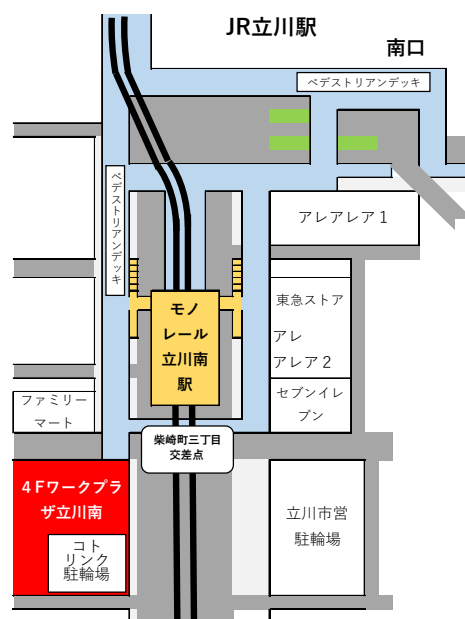 JR立川駅
南口
ペデストリアンデッキ
ペデストリアンデッキ
アレアレア１
モノ
レール
立川南
駅
東急ストア
アレ
アレア２
セブンイレ
ブン
ファミリー
マート
柴崎町三丁目
交差点
４Ｆワークプラ
ザ立川南
コト
リンク
駐輪場
立川市営
駐輪場